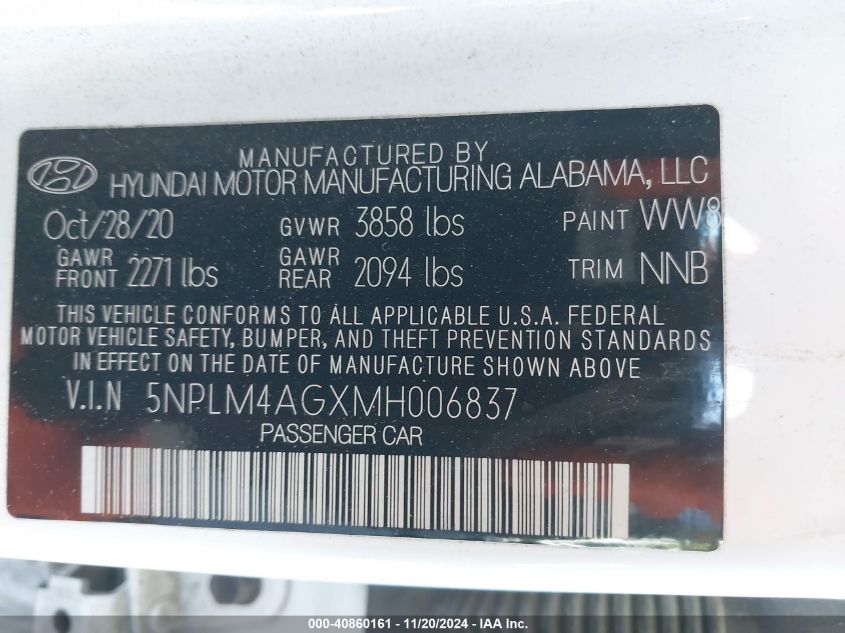 MANUFACTURED BY
HYUNDAI MOTOR MANUFACTURING ALABAMA, LLC
Oct/28/20 GVWR 3858 lbs PAINT WW8
GAWR FRONT 2271 lbs GAWR REAR 2094 lbs TRIM NNB
THIS VEHICLE CONFORMS TO ALL APPLICABLE U.S.A. FEDERAL
MOTOR VEHICLE SAFETY, BUMPER, AND THEFT PREVENTION STANDARDS
IN EFFECT ON THE DATE OF MANUFACTURE SHOWN ABOVE
V.I.N 5NPLM4AGXMH006837
PASSENGER CAR
000-40860161 - 11/20/2024 - IAA Inc.